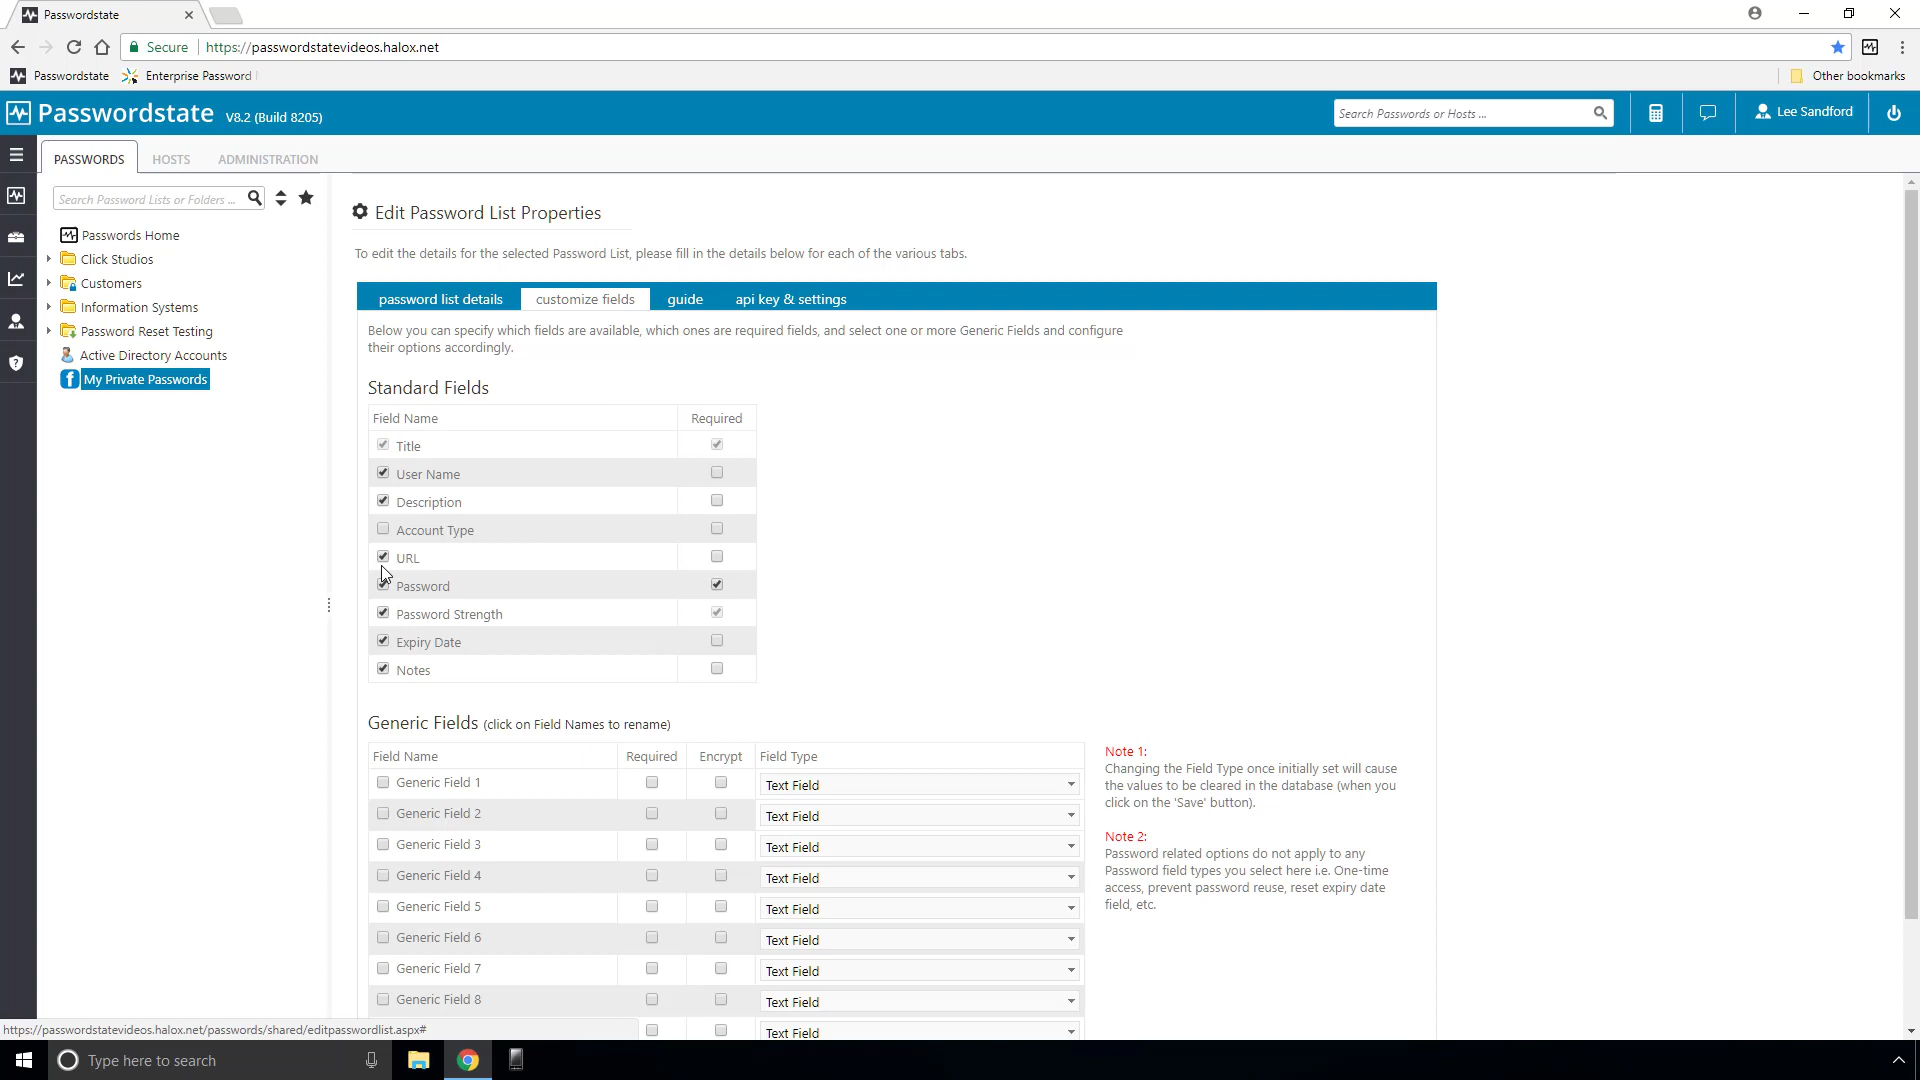 Passwordstate
Secure
https://passwordstatevideos.halox.net
Passwordstate
Enterprise Password
Other bookmarks
Passwordstate V8.2 (Build 8205)
Search Passwords or Hosts ...
Lee Sandford
PASSWORDS
HOSTS
ADMINISTRATION
Search Password Lists or Folders ...
Passwords Home
Click Studios
Customers
Information Systems
Password Reset Testing
Active Directory Accounts
My Private Passwords
Edit Password List Properties
To edit the details for the selected Password List, please fill in the details below for each of the various tabs.
password list details
customize fields
guide
api key & settings
Below you can specify which fields are available, which ones are required fields, and select one or more Generic Fields and configure
their options accordingly.
Standard Fields
Field Name Required
Title
User Name
Description
Account Type
URL
Password
Password Strength
Expiry Date
Notes
Generic Fields (click on Field Names to rename)
Field Name Required Encrypt Field Type
Generic Field 1 Text Field
Generic Field 2 Text Field
Generic Field 3 Text Field
Generic Field 4 Text Field
Generic Field 5 Text Field
Generic Field 6 Text Field
Generic Field 7 Text Field
Generic Field 8 Text Field
Text Field
Note 1:
Changing the Field Type once initially set will cause
the values to be cleared in the database (when you
click on the 'Save' button).
Note 2:
Password related options do not apply to any
Password field types you select here i.e. One-time
access, prevent password reuse, reset expiry date
field, etc.
https://passwordstatevideos.halox.net/passwords/shared/editpasswordlist.aspx#
Type here to search